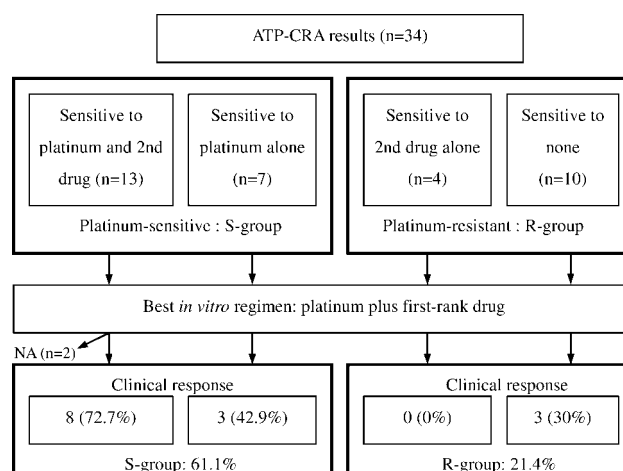 ATP-CRA results (n=34)
Sensitive to
platinum and 2nd
drug (n=13)
Sensitive to
platinum alone
(n=7)
Platinum-sensitive : S-group
Sensitive to
2nd drug alone
(n=4)
Sensitive to
none
(n=10)
Platinum-resistant : R-group
Best in vitro regimen: platinum plus first-rank drug
NA (n=2)
Clinical response
8 (72.7%)
3 (42.9%)
S-group: 61.1%
Clinical response
0 (0%)
3 (30%)
R-group: 21.4%